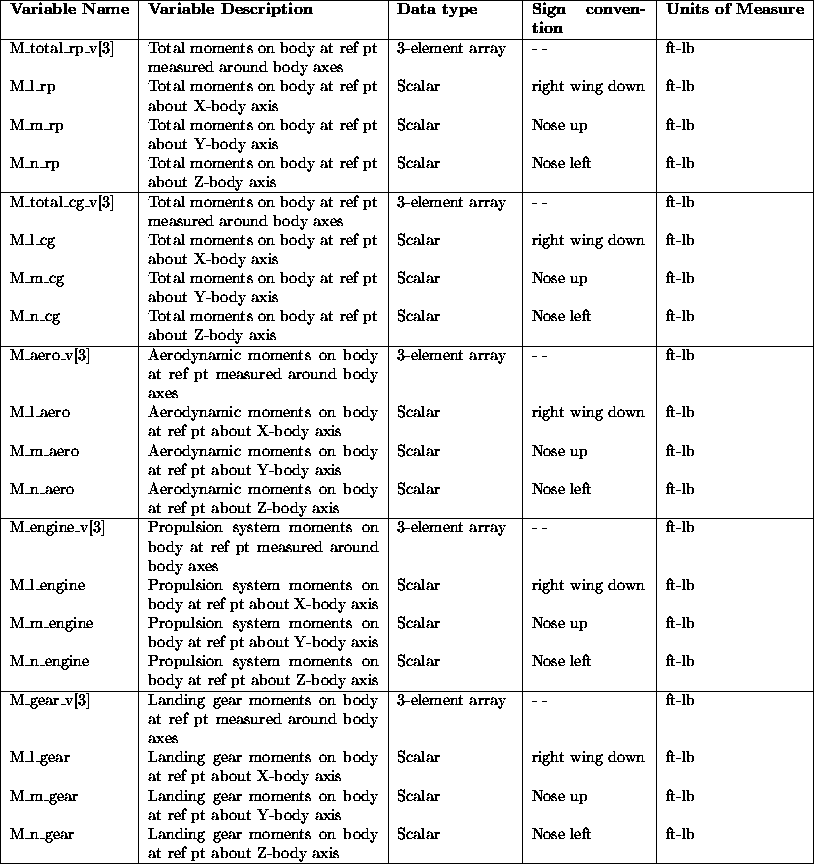 Variable Name Variable Description Data type Sign conven-
tion Units of Measure
M_total_rp_v[3] Total moments on body at ref pt 3-element array - - ft-lb
measured around body axes
M_l_rp Total moments on body at ref pt Scalar right wing down ft-lb
about X-body axis
M_m_rp Total moments on body at ref pt Scalar Nose up ft-lb
about Y-body axis
M_n_rp Total moments on body at ref pt Scalar Nose left ft-lb
about Z-body axis
M_total_cg_v[3] Total moments on body at ref pt 3-element array - - ft-lb
measured around body axes
M_l_cg Total moments on body at ref pt Scalar right wing down ft-lb
about X-body axis
M_m_cg Total moments on body at ref pt Scalar Nose up ft-lb
about Y-body axis
M_n_cg Total moments on body at ref pt Scalar Nose left ft-lb
about Z-body axis
M_aero_v[3] Aerodynamic moments on body 3-element array - - ft-lb
at ref pt measured around body
axes
M_l_aero Aerodynamic moments on body Scalar right wing down ft-lb
at ref pt about X-body axis
M_m_aero Aerodynamic moments on body Scalar Nose up ft-lb
at ref pt about Y-body axis
M_n_aero Aerodynamic moments on body Scalar Nose left ft-lb
at ref pt about Z-body axis
M_engine_v[3] Propulsion system moments on 3-element array - - ft-lb
body at ref pt measured around
body axes
M_l_engine Propulsion system moments on Scalar right wing down ft-lb
body at ref pt about X-body axis
M_m_engine Propulsion system moments on Scalar Nose up ft-lb
body at ref pt about Y-body axis
M_n_engine Propulsion system moments on Scalar Nose left ft-lb
body at ref pt about Z-body axis
M_gear_v[3] Landing gear moments on body 3-element array - - ft-lb
at ref pt measured around body
axes
M_l_gear Landing gear moments on body Scalar right wing down ft-lb
at ref pt about X-body axis
M_m_gear Landing gear moments on body Scalar Nose up ft-lb
at ref pt about Y-body axis
M_n_gear Landing gear moments on body Scalar Nose left ft-lb
at ref pt about Z-body axis